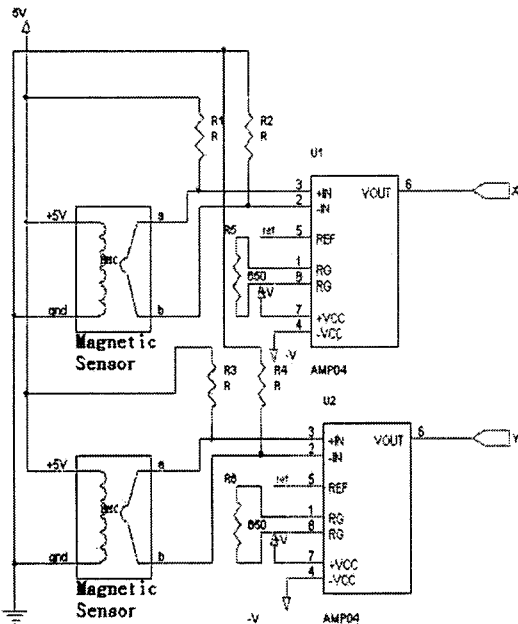 5V
R1
R
R2
R
U1
3
+IN
VOUT
6
X
2
-IN
+5V
a
5
REF
ref
R5
1
RG
650
8
RG
+V
gnd
b
7
+VCC
4
-VCC
-V
Magnetic
Sensor
AMP04
R3
R
R4
R
U2
3
+IN
VOUT
6
Y
2
-IN
+5V
a
5
REF
ref
R6
1
RG
650
8
RG
+V
gnd
b
7
+VCC
4
-VCC
Magnetic
Sensor
-V
AMP04